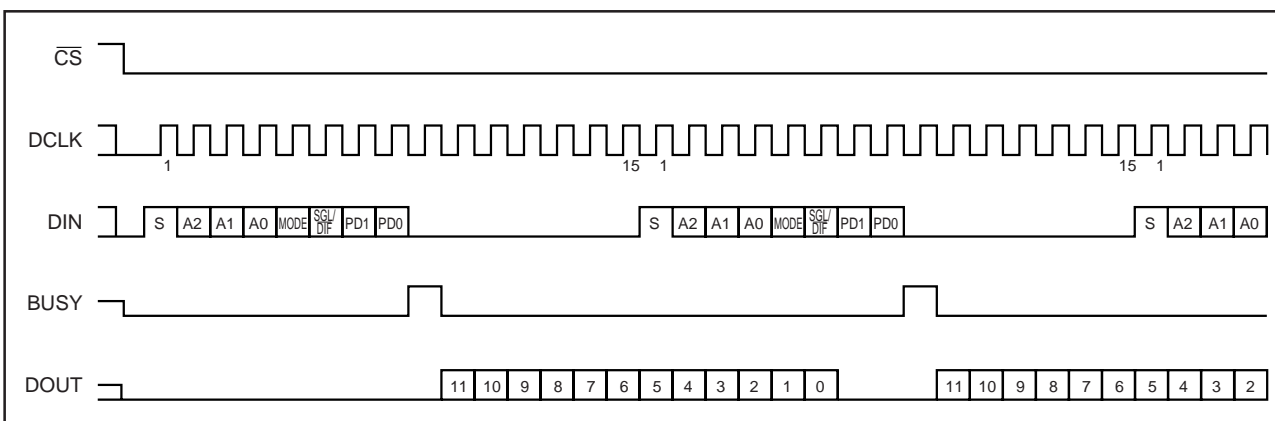 CS
DCLK
1 15 1 15 1
DIN S A2 A1 A0 MODE SGL/DIF PD1 PD0 S A2 A1 A0 MODE SGL/DIF PD1 PD0 S A2 A1 A0
BUSY
DOUT 11 10 9 8 7 6 5 4 3 2 1 0 11 10 9 8 7 6 5 4 3 2